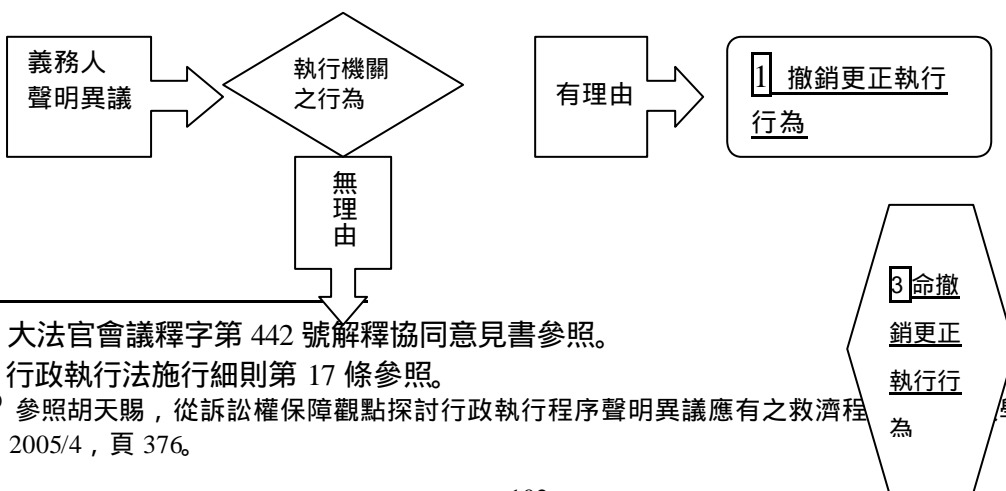 義務人
聲明異議
執行機關
之行為
有理由
1 撤銷更正執行
行為
無
理
由
3 命撤
銷更正
執行行
為
大法官會議釋字第 442 號解釋協同意見書參照。
行政執行法施行細則第 17 條參照。
參照胡天賜，從訴訟權保障觀點探討行政執行程序聲明異議應有之救濟程
2005/4，頁 376。